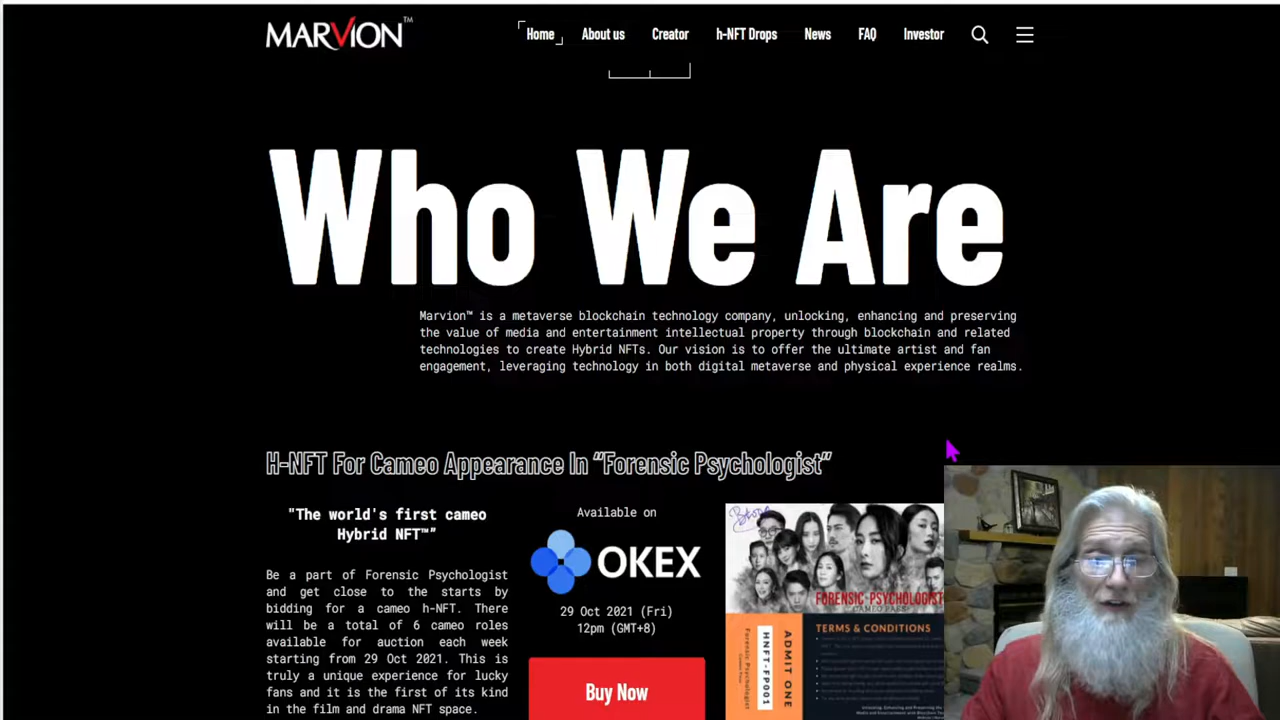 MARVION™
Home About us Creator h-NFT Drops News FAQ Investor
Who We Are
Marvion™ is a metaverse blockchain technology company, unlocking, enhancing and preserving
the value of media and entertainment intellectual property through blockchain and related
technologies to create Hybrid NFTs. Our vision is to offer the ultimate artist and fan
engagement, leveraging technology in both digital metaverse and physical experience realms.
H-NFT For Cameo Appearance In “Forensic Psychologist”
"The world's first cameo
Hybrid NFT™”
Be a part of Forensic Psychologist
and get close to the starts by
bidding for a cameo h-NFT. There
will be a total of 6 cameo roles
available for auction each week
starting from 29 Oct 2021. This is
truly a unique experience for lucky
fans and it is the first of its kind
in the film and drama NFT space.
Available on
OKEX
29 Oct 2021 (Fri)
12pm (GMT+8)
Buy Now
FORENSIC PSYCHOLOGIST
CAMEO PASS
Forensic Psychologist
HNFT-FP001
ADMIT ONE
TERMS & CONDITIONS